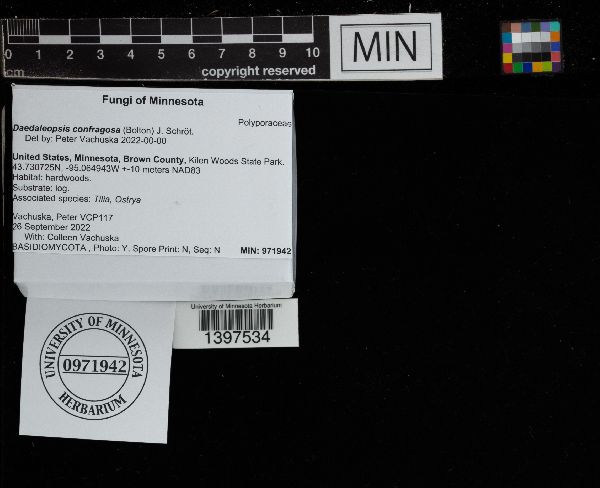 0 1 2 3 4 5 6 7 8 9 10
cm
copyright reserved
MIN
Fungi of Minnesota
Polyporaceae
Daedaleopsis confragosa (Bolton) J. Schröt.
Det by: Peter Vachuska 2022-00-00
United States, Minnesota, Brown County, Kilen Woods State Park.
43.730725N, -95.064943W +-10 meters NAD83
Habitat: hardwoods.
Substrate: log.
Associated species: Tilia, Ostrya
Vachuska, Peter VCP117
26 September 2022
With: Colleen Vachuska
BASIDIOMYCOTA , Photo: Y, Spore Print: N, Seq: N MIN: 971942
University of Minnesota Herbarium
1397534
UNIVERSITY OF MINNESOTA
0971942
HERBARIUM